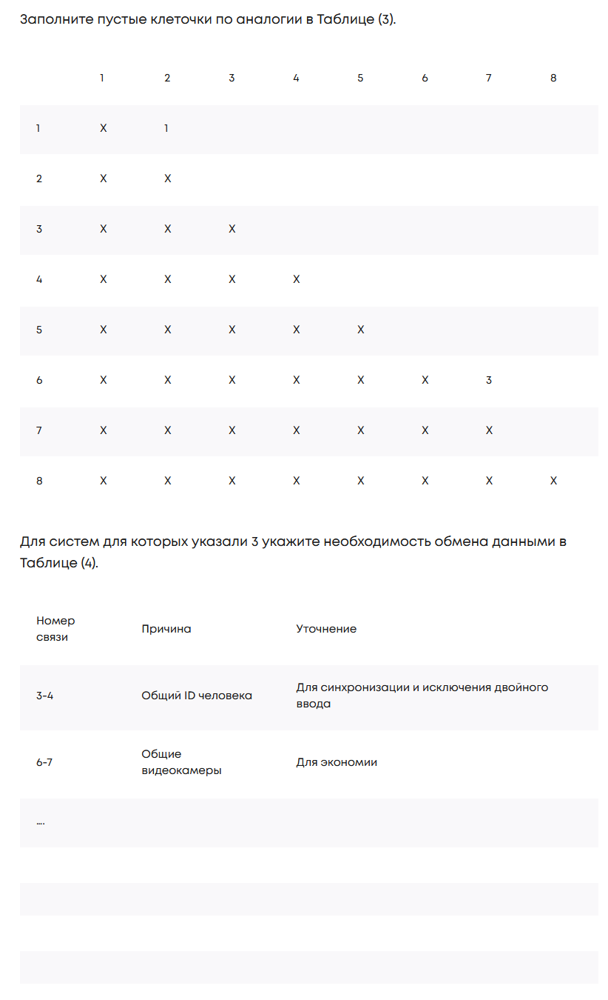 Заполните пустые клеточки по аналогии в Таблице (3).
1 2 3 4 5 6 7 8
1 X 1
2 X X
3 X X X
4 X X X X
5 X X X X X
6 X X X X X X 3
7 X X X X X X X
8 X X X X X X X X
Для систем для которых указали 3 укажите необходимость обмена данными в
Таблице (4).
Номер
связи
Причина
Уточнение
3-4
Общий ID человека
Для синхронизации и исключения двойного
ввода
6-7
Общие
видеокамеры
Для экономии
....